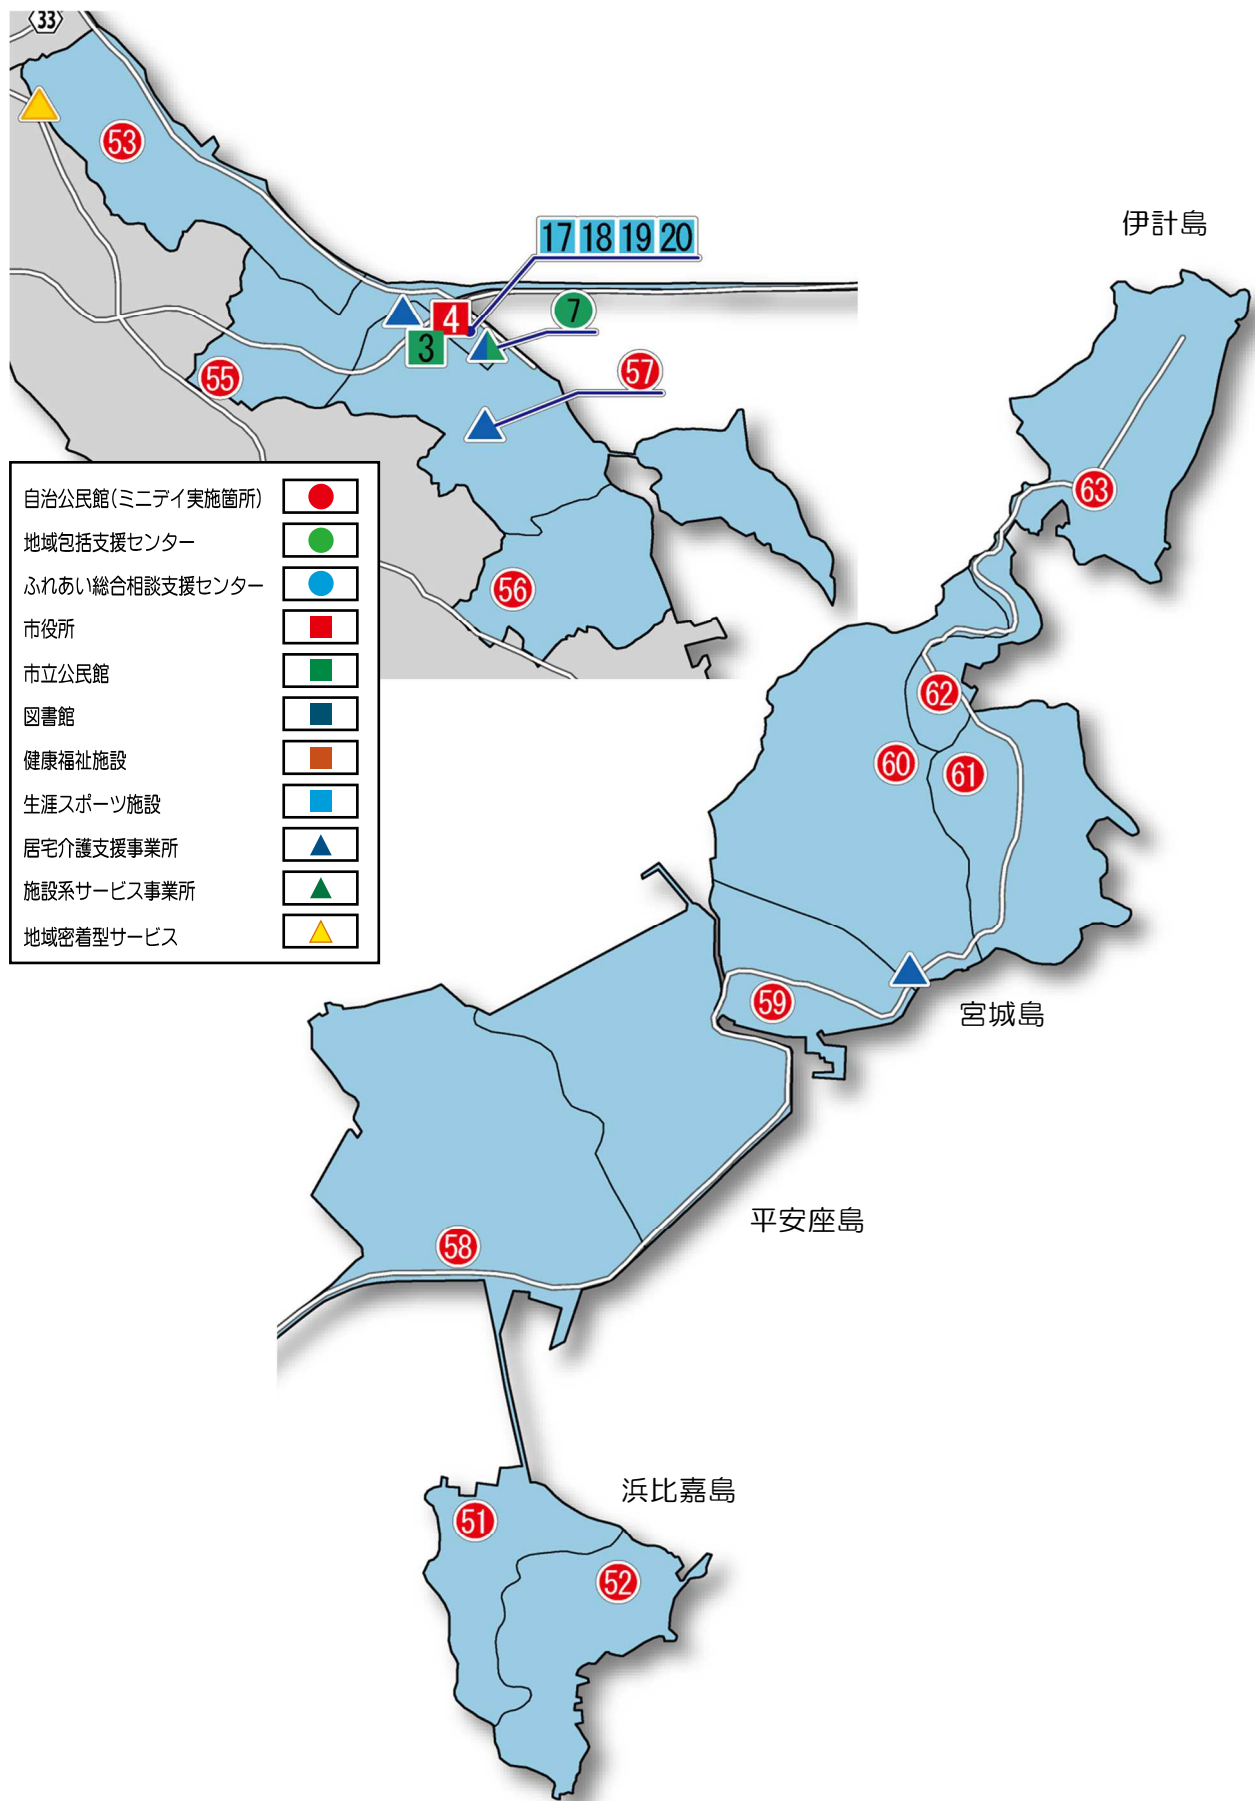 33
53
17 18 19 20
伊計島
4
7
3
55
57
63
自治公民館(ミニデイ実施箇所)
地域包括支援センター
ふれあい総合相談支援センター
市役所
市立公民館
図書館
健康福祉施設
生涯スポーツ施設
居宅介護支援事業所
施設系サービス事業所
地域密着型サービス
56
62
60
61
59
宮城島
平安座島
58
浜比嘉島
51
52